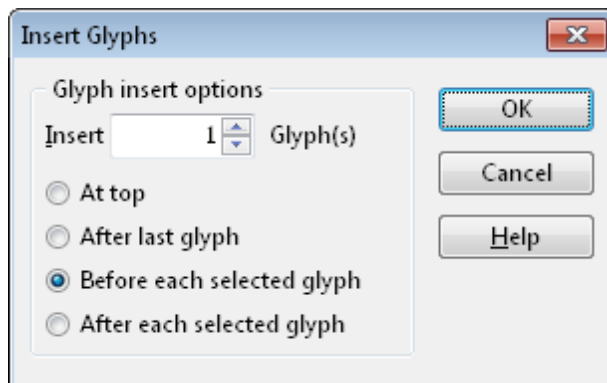 Insert Glyphs
Glyph insert options
Insert 1 Glyph(s)
At top
After last glyph
Before each selected glyph
After each selected glyph
OK
Cancel
Help